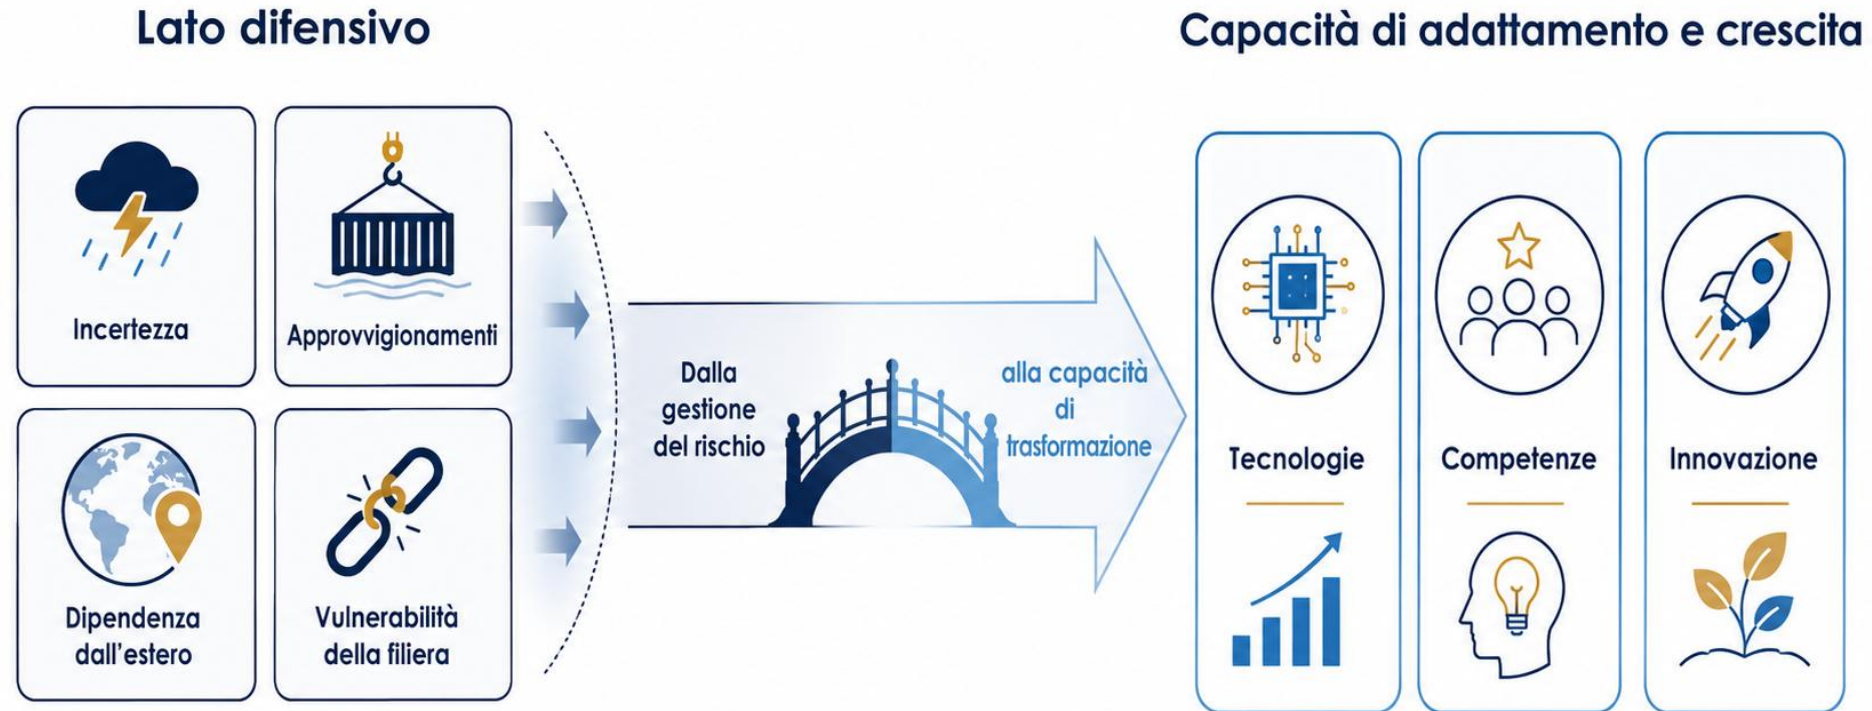 Lato difensivo
Capacità di adattamento e crescita
Incertezza
Approvvigionamenti
Dipendenza
dall'estero
Vulnerabilità
della filiera
Dalla
gestione
del rischio
alla capacità
di
trasformazione
Tecnologie
Competenze
Innovazione